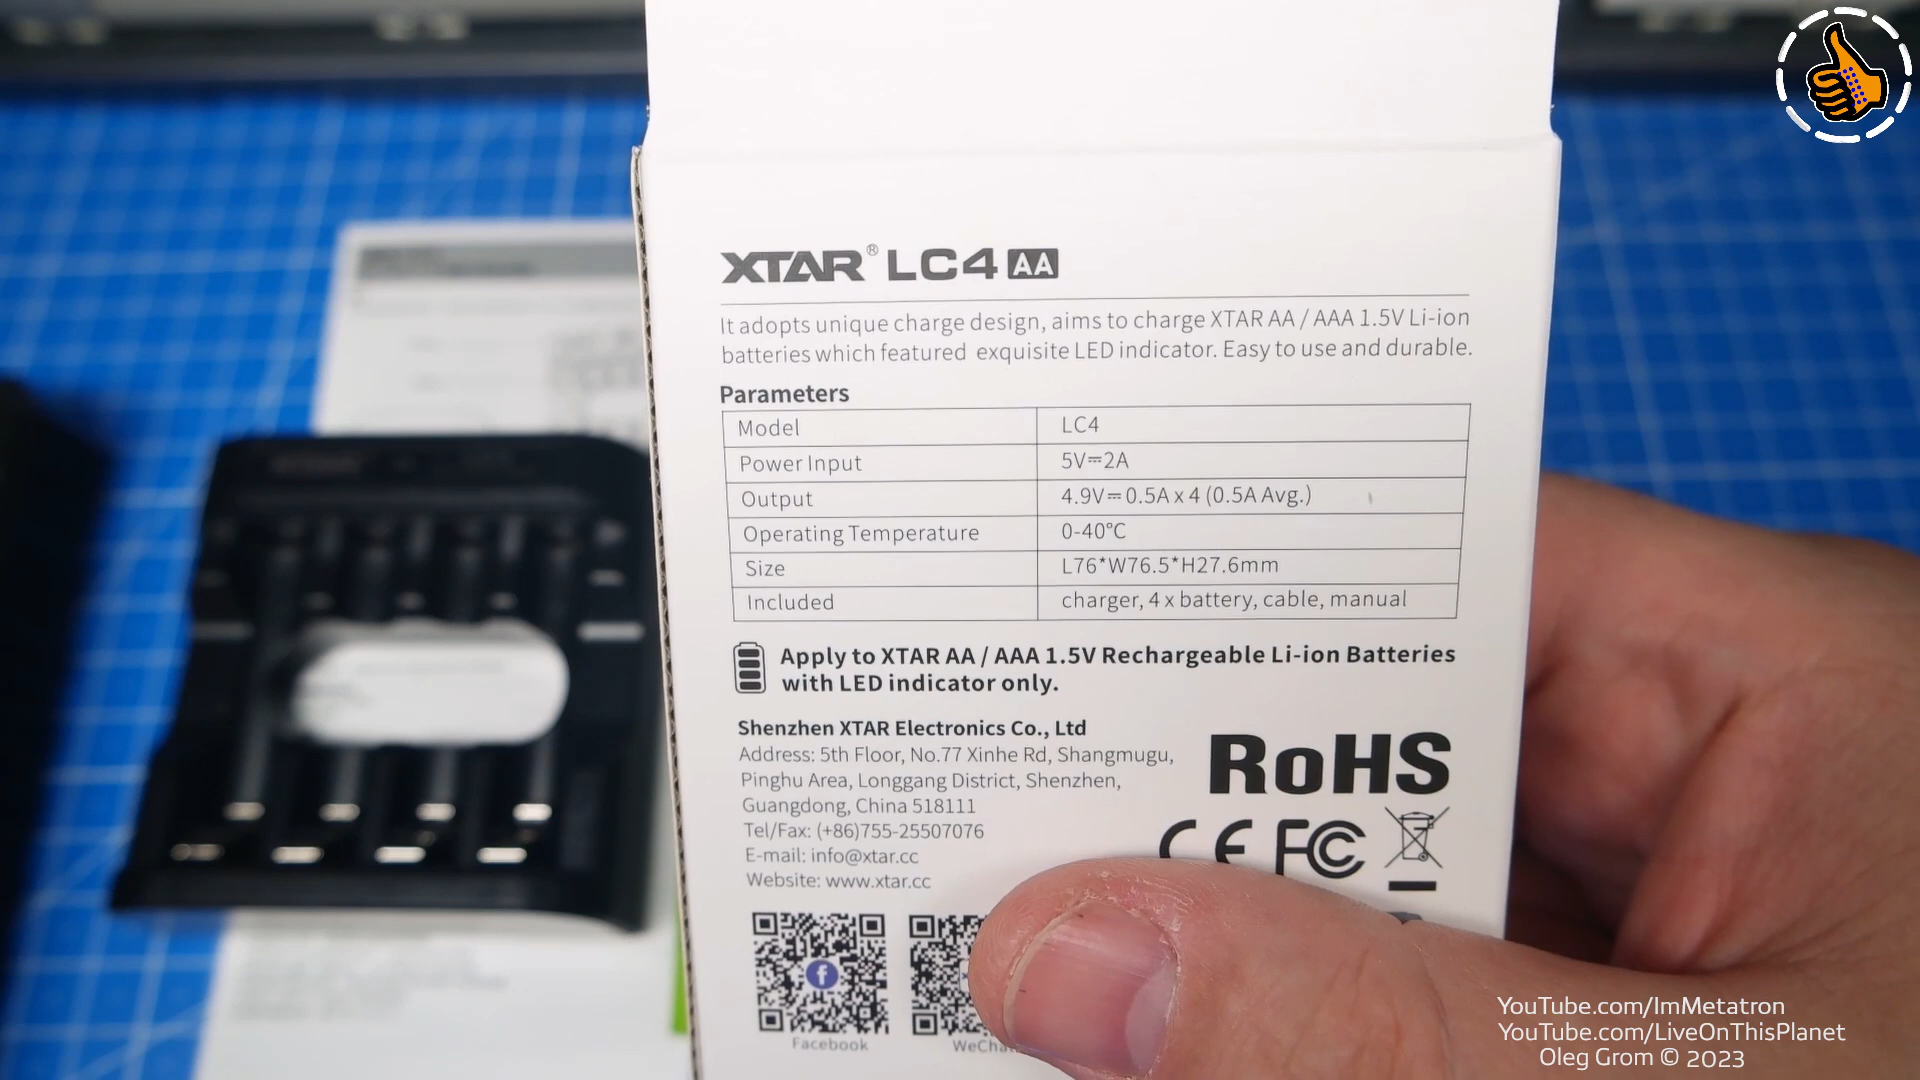 XTAR® LC4 AA
It adopts unique charge design, aims to charge XTAR AA / AAA 1.5V Li-ion
batteries which featured exquisite LED indicator. Easy to use and durable.
Parameters
Model LC4
Power Input 5V⎓2A
Output 4.9V⎓0.5A x 4 (0.5A Avg.)
Operating Temperature 0-40℃
Size L76*W76.5*H27.6mm
Included charger, 4 x battery, cable, manual
Apply to XTAR AA / AAA 1.5V Rechargeable Li-ion Batteries
with LED indicator only.
Shenzhen XTAR Electronics Co., Ltd
Address: 5th Floor, No.77 Xinhe Rd, Shangmugu,
Pinghu Area, Longgang District, Shenzhen,
Guangdong, China 518111
Tel/Fax: (+86)755-25507076
E-mail: info@xtar.cc
Website: www.xtar.cc
RoHS
CE FC
Facebook
YouTube.com/ImMetatron
YouTube.com/LiveOnThisPlanet
Oleg Grom © 2023